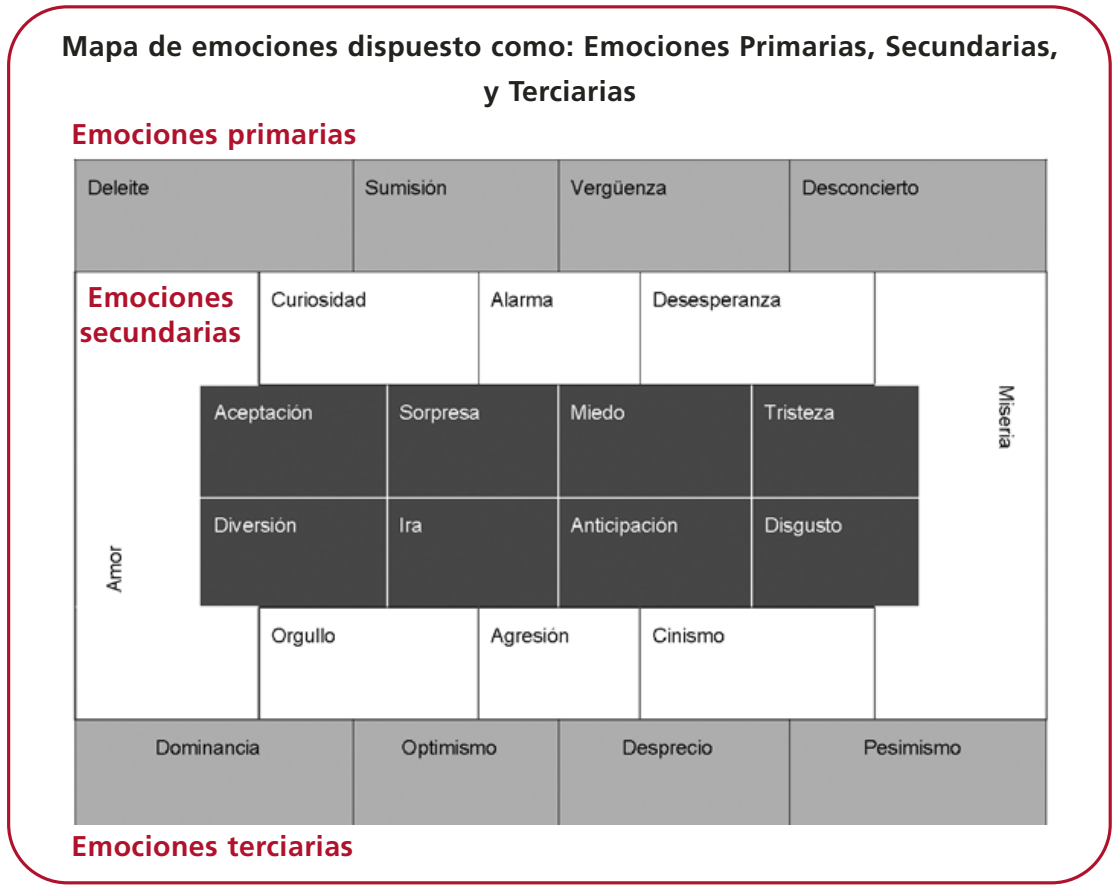 Mapa de emociones dispuesto como: Emociones Primarias, Secundarias,
y Terciarias
Emociones primarias
Deleite
Sumisión
Vergüenza
Desconcierto
Emociones
secundarias
Curiosidad
Alarma
Desesperanza
Miseria
Aceptación
Sorpresa
Miedo
Tristeza
Diversión
Ira
Anticipación
Disgusto
Amor
Orgullo
Agresión
Cinismo
Dominancia
Optimismo
Desprecio
Pesimismo
Emociones terciarias